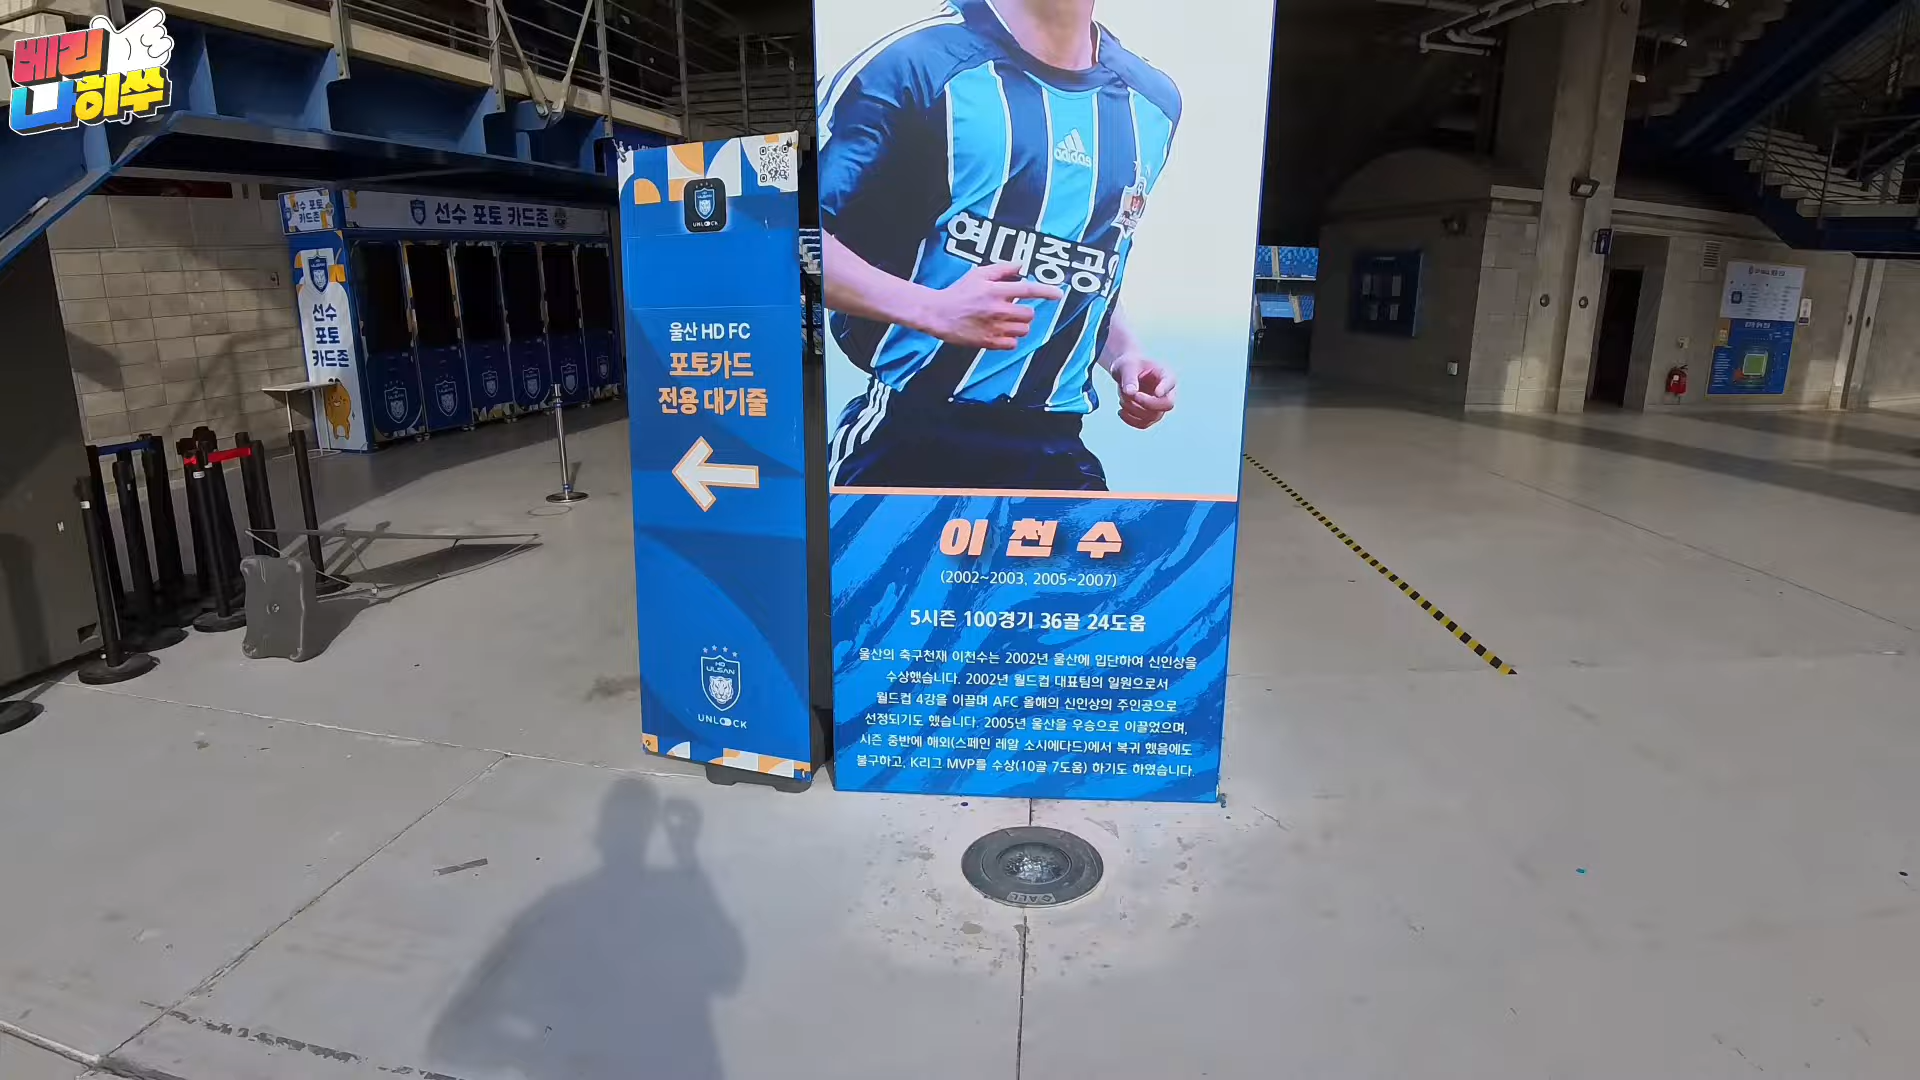 베리
나히쑤
선수 포토
카드존
선수 포토 카드존
선수
포토
카드존
UNLOCK
울산 HD FC
포토카드
전용 대기줄
HD
ULSAN
UNLOCK
adidas
현대중공
이천수
(2002~2003, 2005~2007)
5시즌 100경기 36골 24도움
울산의 축구천재 이천수는 2002년 울산에 입단하여 신인상을
수상했습니다. 2002년 월드컵 대표팀의 일원으로서
월드컵 4강을 이끌며 AFC 올해의 신인상의 주인공으로
선정되기도 했습니다. 2005년 울산을 우승으로 이끌었으며,
시즌 중반에 해외(스페인 레알 소시에다드)에서 복귀 했음에도
불구하고, K리그 MVP를 수상(10골 7도움) 하기도 하였습니다.